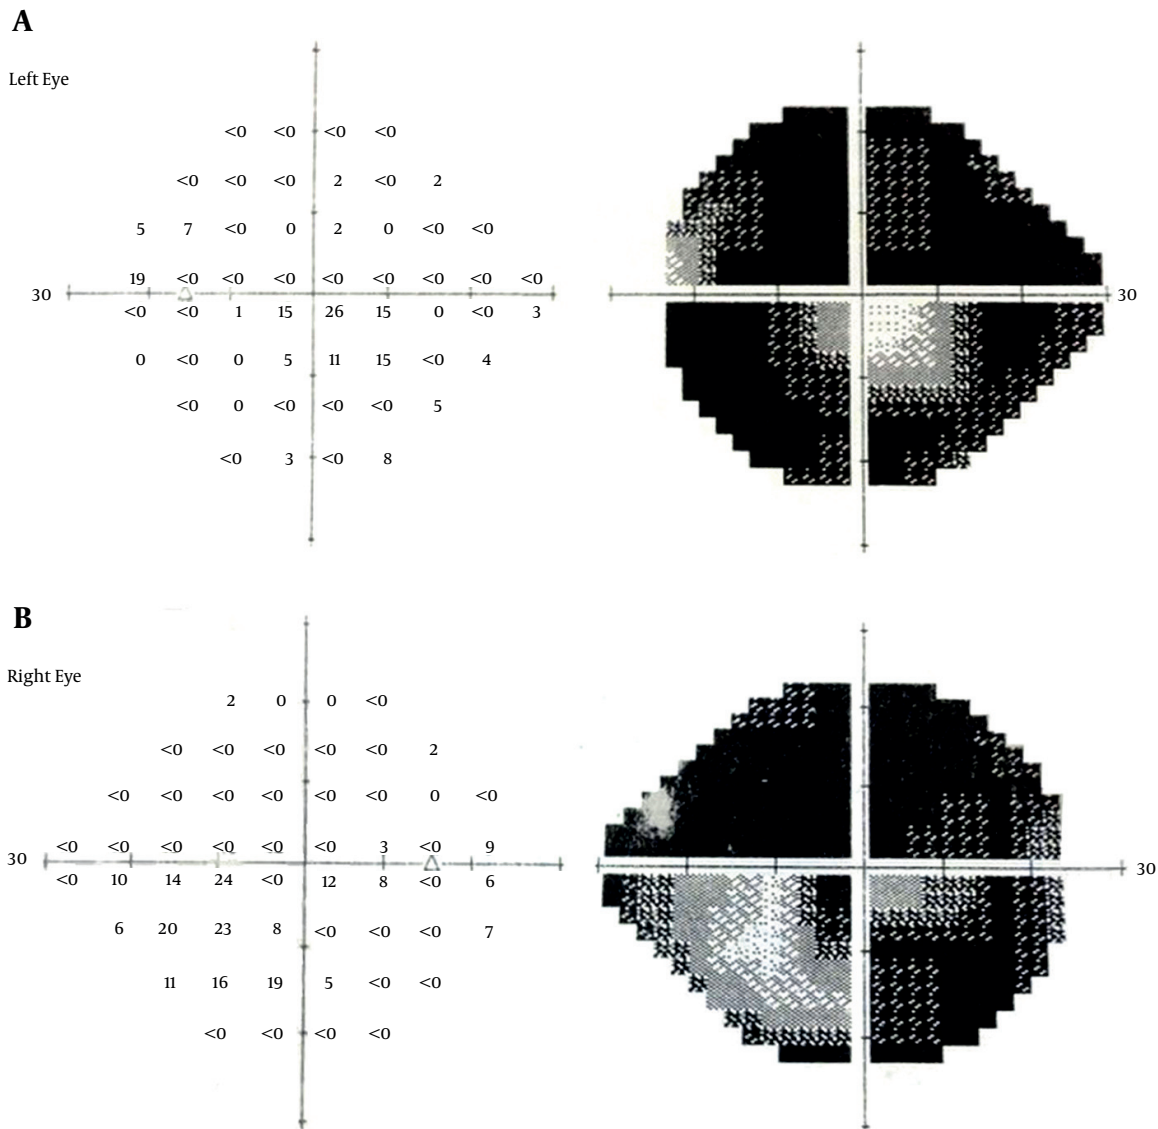 A
Left Eye
<0 <0 <0 <0
<0 <0 <0 2 <0 2
5 7 <0 0 2 0 <0 <0
19 <0 <0 <0 <0 <0 <0 <0 <0
30 30
<0 <0 1 15 26 15 0 <0 3
0 <0 0 5 11 15 <0 4
<0 0 <0 <0 <0 5
<0 3 <0 8
B
Right Eye
2 0 0 <0
<0 <0 <0 <0 <0 2
<0 <0 <0 <0 <0 <0 0 <0
<0 <0 <0 <0 <0 <0 3 <0 9
30 30
<0 10 14 24 <0 12 8 <0 6
6 20 23 8 <0 <0 <0 7
11 16 19 5 <0 <0
<0 <0 <0 <0